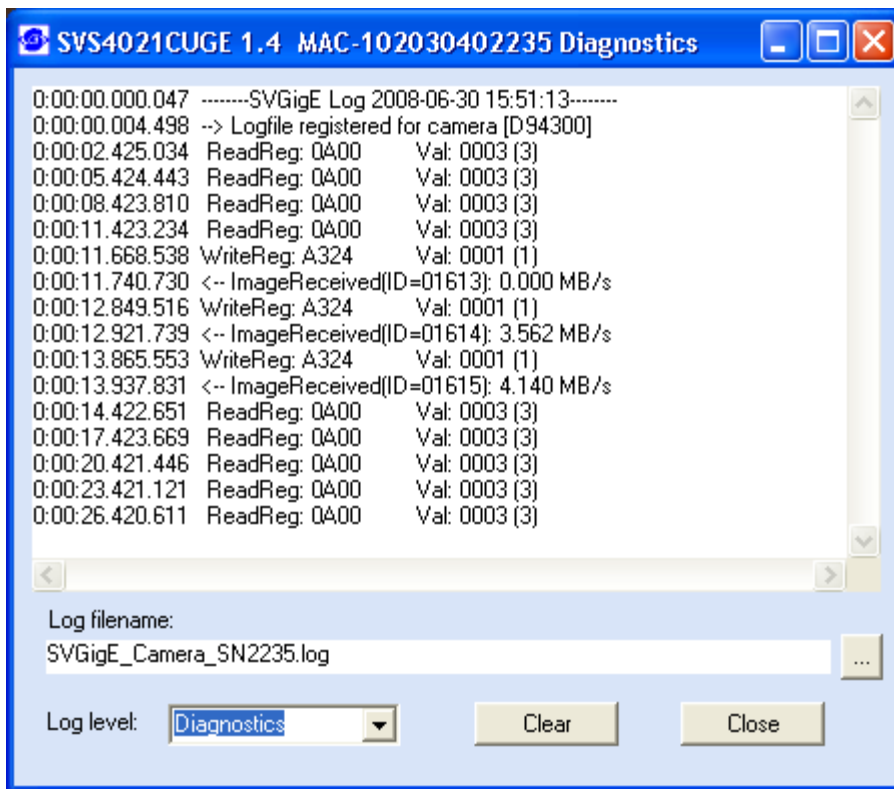 SVS4021CUGE 1.4 MAC-102030402235 Diagnostics
0:00:00.000.047 --------SVGigE Log 2008-06-30 15:51:13--------
0:00:00.004.498 --> Logfile registered for camera [D94300]
0:00:02.425.034 ReadReg: 0A00 Val: 0003 (3)
0:00:05.424.443 ReadReg: 0A00 Val: 0003 (3)
0:00:08.423.810 ReadReg: 0A00 Val: 0003 (3)
0:00:11.423.234 ReadReg: 0A00 Val: 0003 (3)
0:00:11.668.538 WriteReg: A324 Val: 0001 (1)
0:00:11.740.730 <-- ImageReceived(ID=01613): 0.000 MB/s
0:00:12.849.516 WriteReg: A324 Val: 0001 (1)
0:00:12.921.739 <-- ImageReceived(ID=01614): 3.562 MB/s
0:00:13.865.553 WriteReg: A324 Val: 0001 (1)
0:00:13.937.831 <-- ImageReceived(ID=01615): 4.140 MB/s
0:00:14.422.651 ReadReg: 0A00 Val: 0003 (3)
0:00:17.423.669 ReadReg: 0A00 Val: 0003 (3)
0:00:20.421.446 ReadReg: 0A00 Val: 0003 (3)
0:00:23.421.121 ReadReg: 0A00 Val: 0003 (3)
0:00:26.420.611 ReadReg: 0A00 Val: 0003 (3)
Log filename:
SVGigE_Camera_SN2235.log
...
Log level: Diagnostics Clear Close